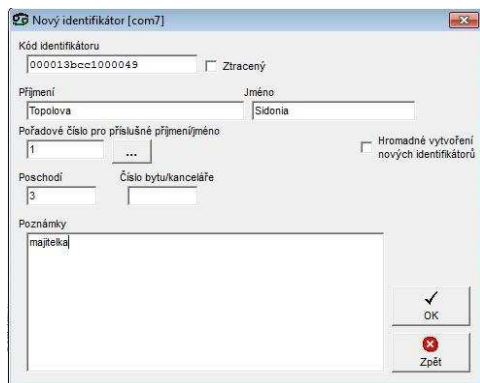 Nový identifikátor [com7]
Kód identifikátoru
000013bcc1000049
Ztracený
Příjmení Jméno
Topolova Sidonia
Pořadové číslo pro příslušné příjmení/jméno
1 ...
Hromadné vytvoření
nových identifikátorů
Poschodí Číslo bytu/kanceláře
3
Poznámky
majitelka
OK
Zpět